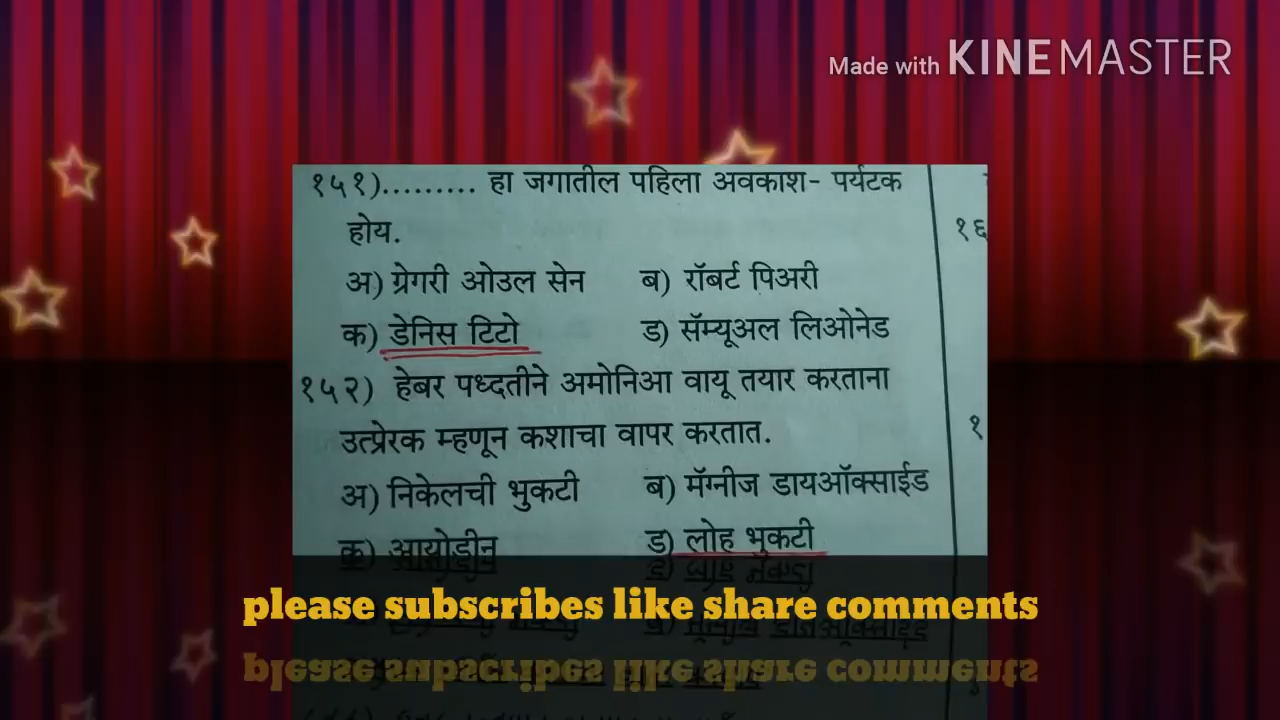 Made with KINEMASTER
१५१)......... हा जगातील पहिला अवकाश- पर्यटक
होय.
अ) ग्रेगरी ओउल सेन ब) रॉबर्ट पिअरी
क) डेनिस टिटो ड) सॅम्यूअल लिओनेड
१५२) हेबर पध्दतीने अमोनिआ वायू तयार करताना
उत्प्रेरक म्हणून कशाचा वापर करतात.
अ) निकेलची भुकटी ब) मॅग्नीज डायऑक्साईड
क) आयोडीन ड) लोह भुकटी
१६
१
please subscribes like share comments